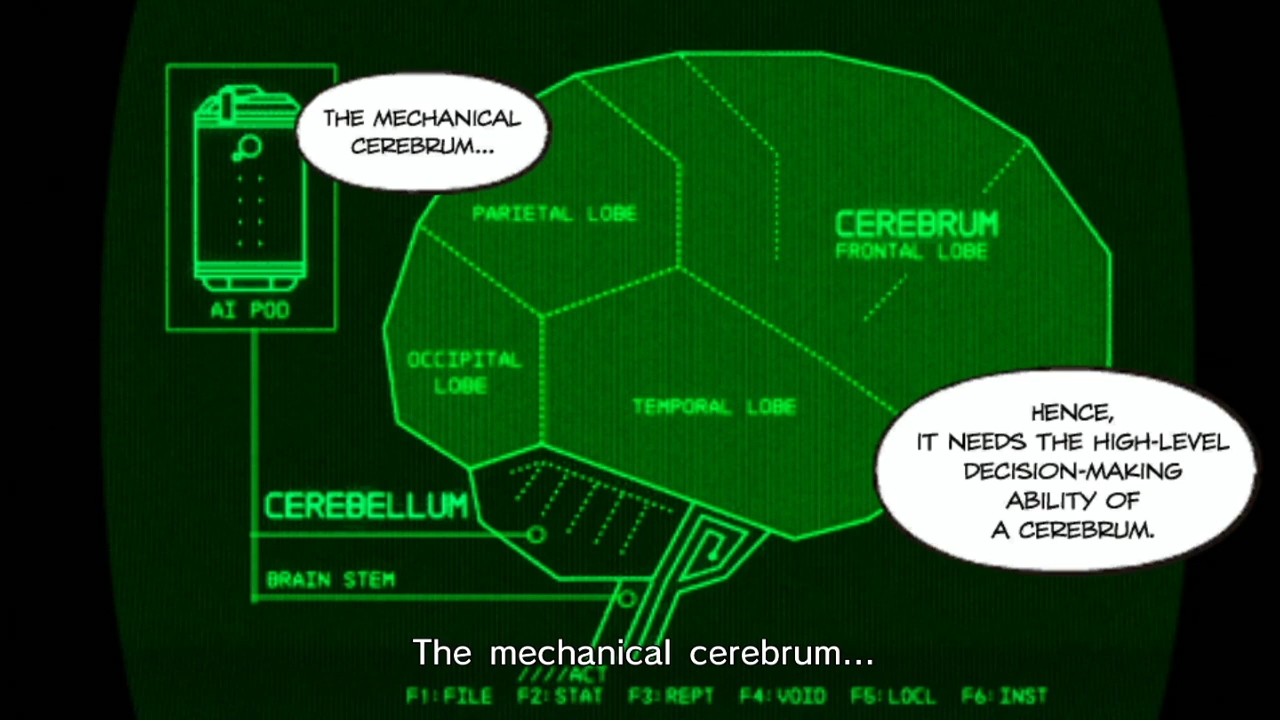 THE MECHANICAL
CEREBRUM...
PARIETAL LOBE
CEREBRUM
FRONTAL LOBE
AI POD
OCCIPITAL
LOBE
TEMPORAL LOBE
HENCE,
IT NEEDS THE HIGH-LEVEL
DECISION-MAKING
ABILITY OF
A CEREBRUM.
CEREBELLUM
BRAIN STEM
The mechanical cerebrum...
////ACT
F1:FILE F2:STAT F3:REPT F4:VOID F5:LOCL F6:INST